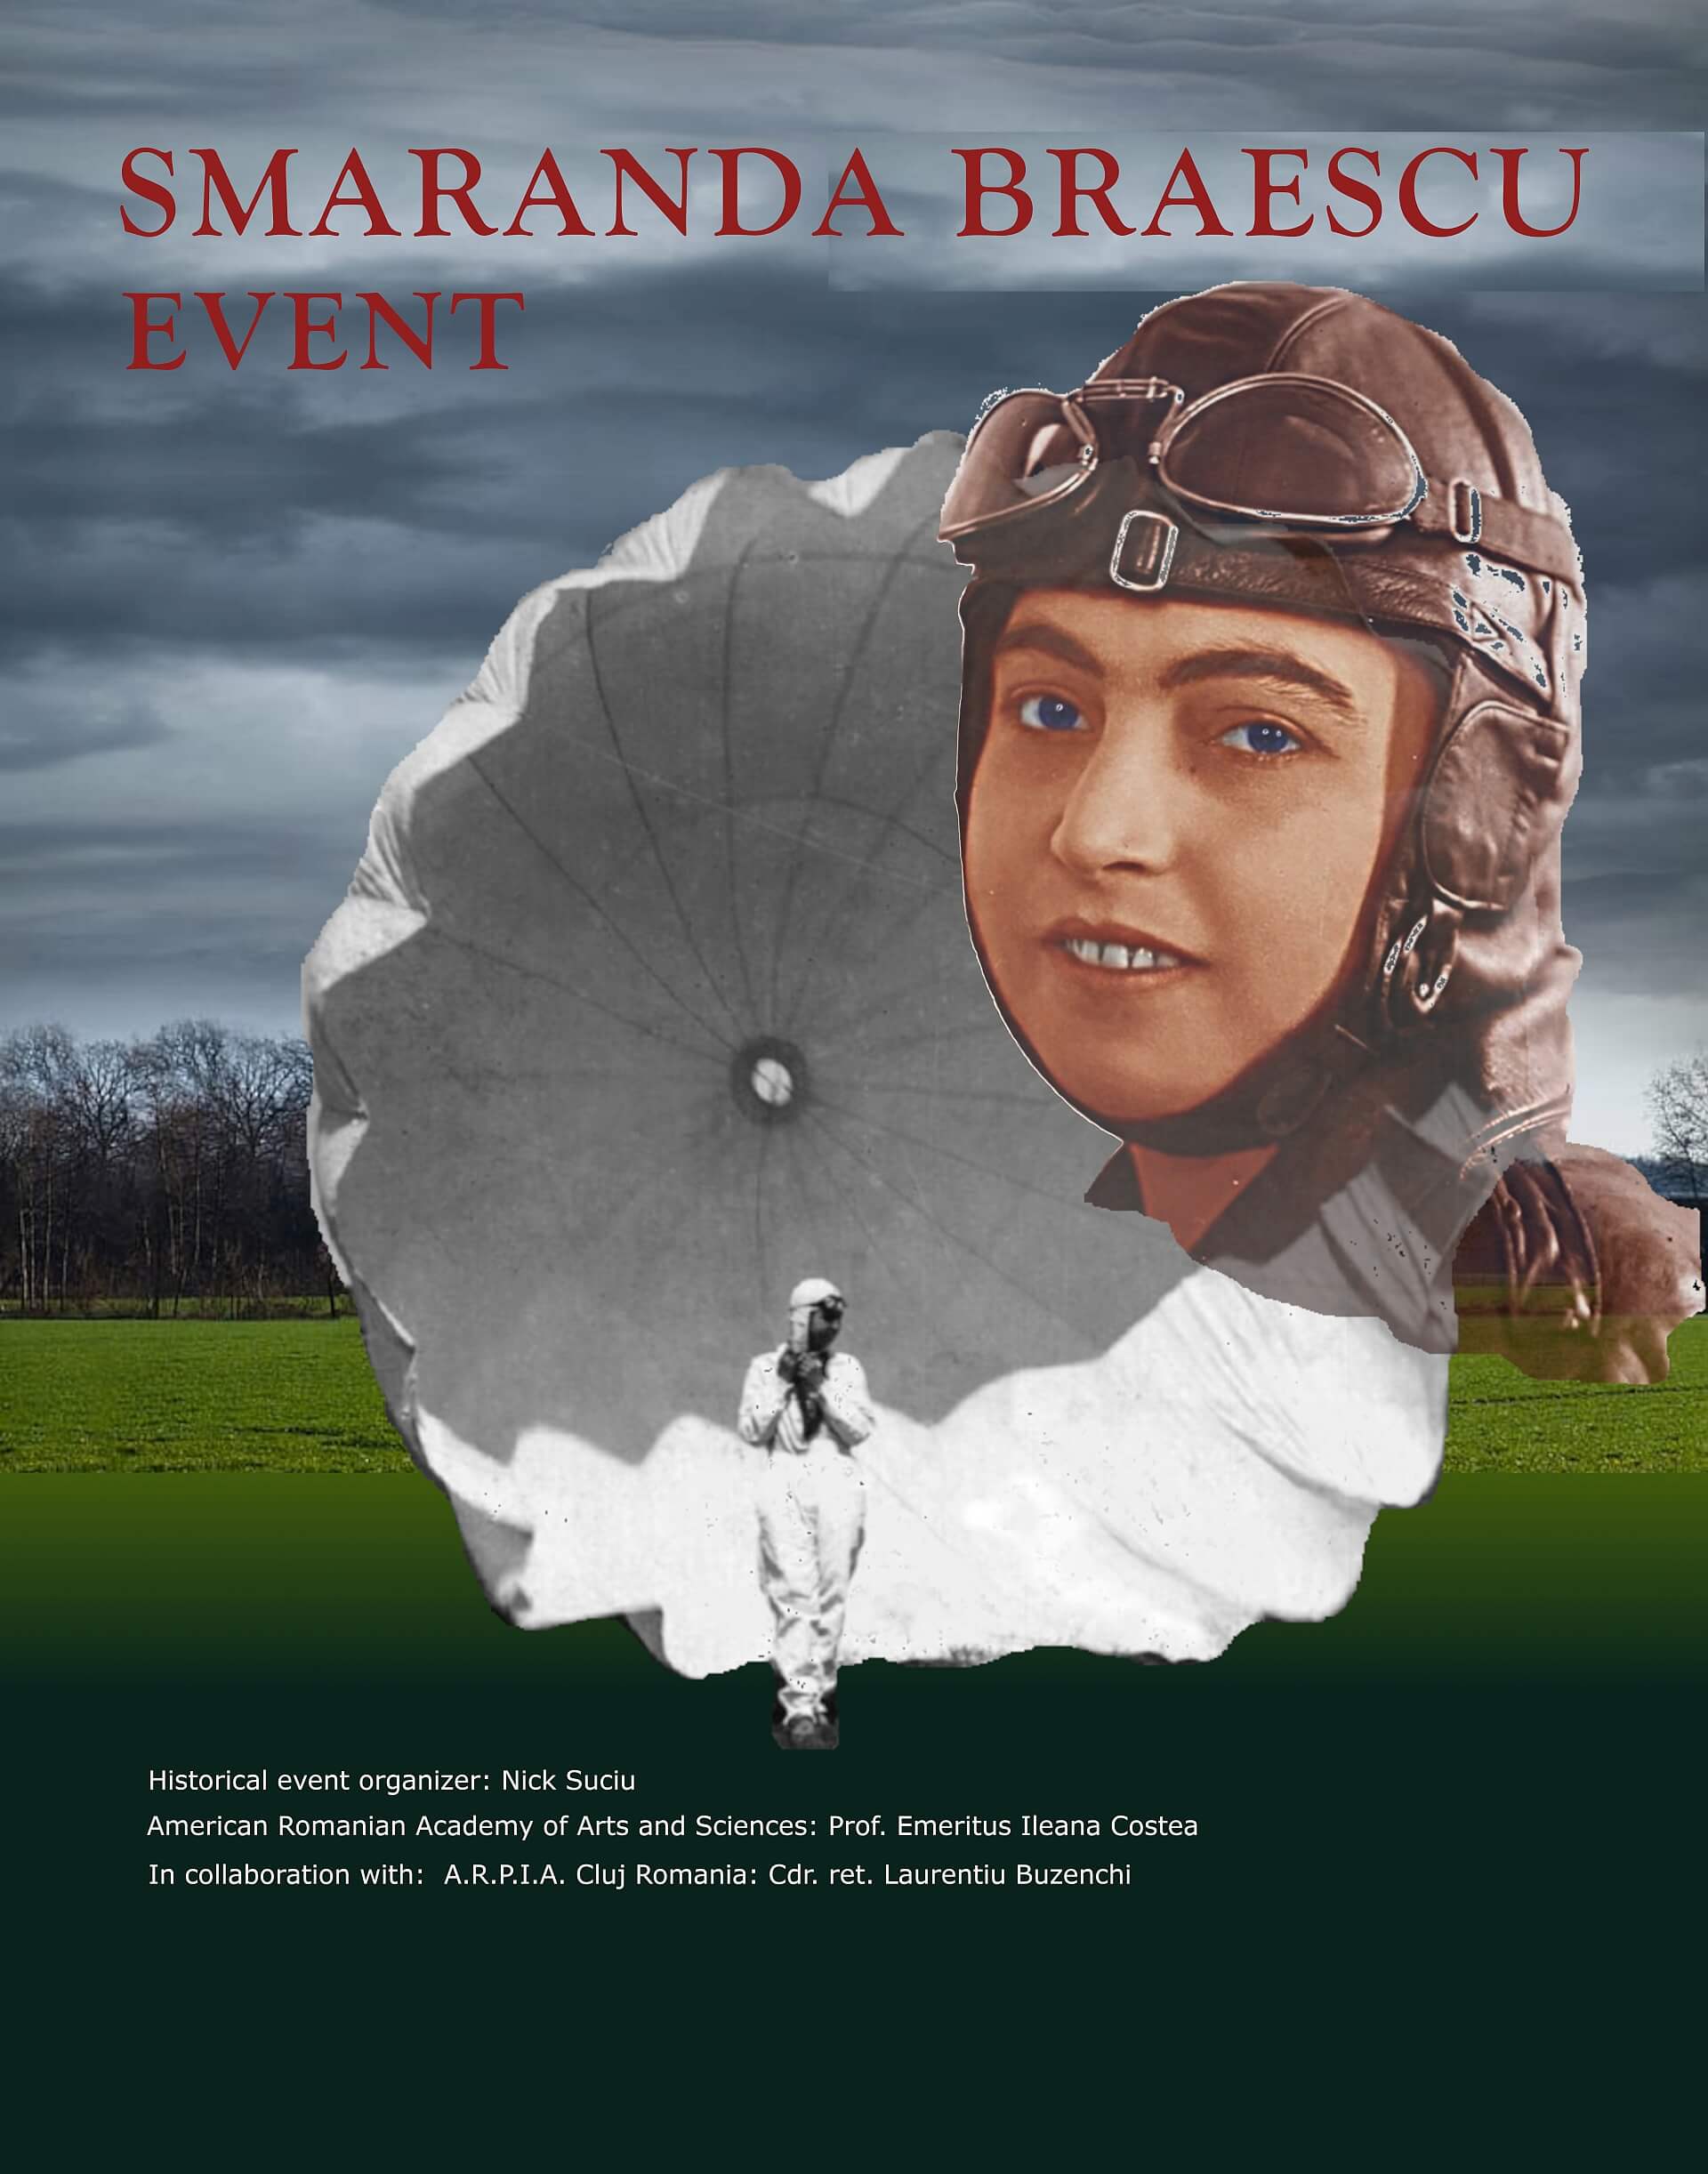 SMARANDA BRAESCU
EVENT
Historical event organizer: Nick Suciu
American Romanian Academy of Arts and Sciences: Prof. Emeritus Ileana Costea
In collaboration with:  A.R.P.I.A. Cluj Romania: Cdr. ret. Laurentiu Buzenchi